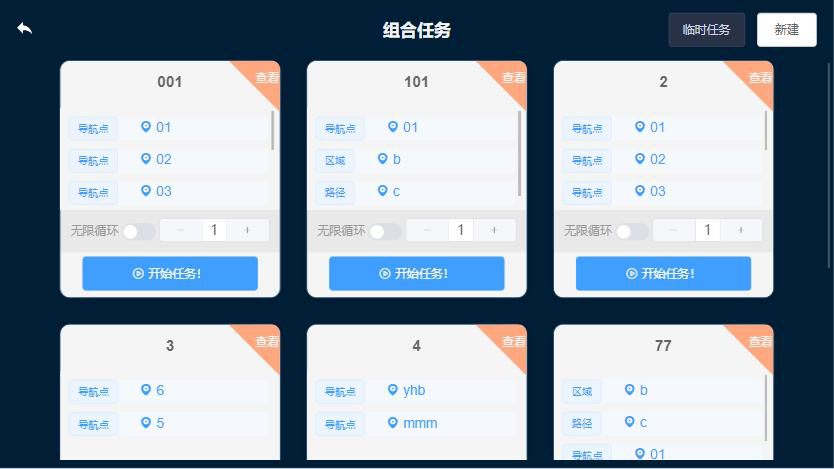 组合任务
临时任务
新建
001
查看
导航点 01
导航点 02
导航点 03
无限循环 - 1 +
开始任务!
101
查看
导航点 01
区域 b
路径 c
无限循环 - 1 +
开始任务!
2
查看
导航点 01
导航点 02
导航点 03
无限循环 - 1 +
开始任务!
3
查看
导航点 6
导航点 5
4
查看
导航点 yhb
导航点 mmm
77
查看
区域 b
路径 c
导航点 01